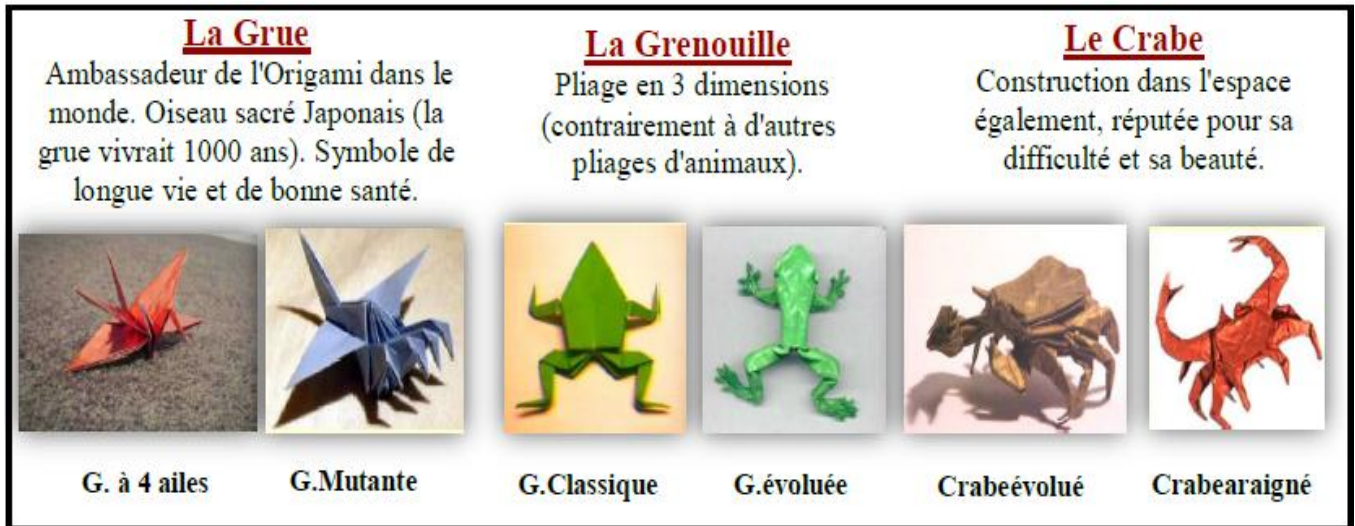 La Grue
Ambassadeur de l'Origami dans le
monde. Oiseau sacré Japonais (la
grue vivrait 1000 ans). Symbole de
longue vie et de bonne santé.
La Grenouille
Pliage en 3 dimensions
(contrairement à d'autres
pliages d'animaux).
Le Crabe
Construction dans l'espace
également, réputée pour sa
difficulté et sa beauté.
G. à 4 ailes
G.Mutante
G.Classique
G.évoluée
Crabeévolué
Crabearaigné